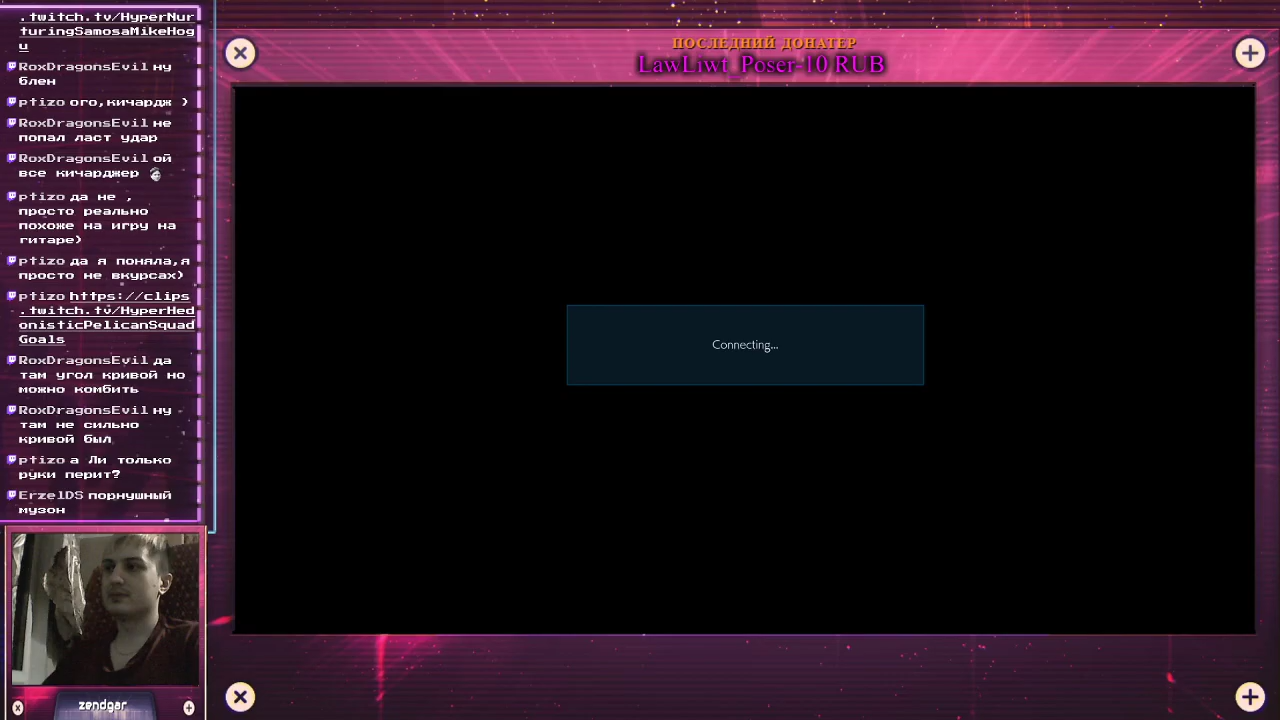 .twitch.tv/HyperNur
turingSamosaMikeHog
u
RoxDragonsEvil ну
блен
ptizo ого,кичардж )
RoxDragonsEvil не
попал ласт удар
RoxDragonsEvil ой
все кичарджер
ptizo да не ,
просто реально
похоже на игру на
гитаре)
ptizo да я поняла,я
просто не вкурсах)
ptizo https://clips
.twitch.tv/HyperHed
onisticPelicanSquad
Goals
RoxDragonsEvil да
там угол кривой но
можно комбить
RoxDragonsEvil ну
там не сильно
кривой был
ptizo а Ли только
руки перит?
ErzelDS порнушный
музон
zendgar
ПОСЛЕДНИЙ ДОНАТЕР
LawLiwt_Poser-10 RUB
Connecting...